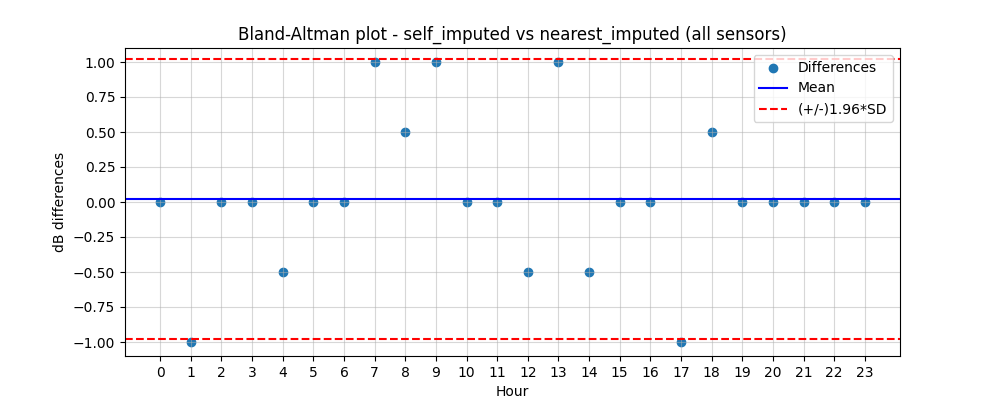 Bland-Altman plot - self_imputed vs nearest_imputed (all sensors)
1.00
0.75
0.50
0.25
0.00
−0.25
−0.50
−0.75
−1.00
dB differences
Differences
Mean
(+/-)1.96*SD
0 1 2 3 4 5 6 7 8 9 10 11 12 13 14 15 16 17 18 19 20 21 22 23
Hour